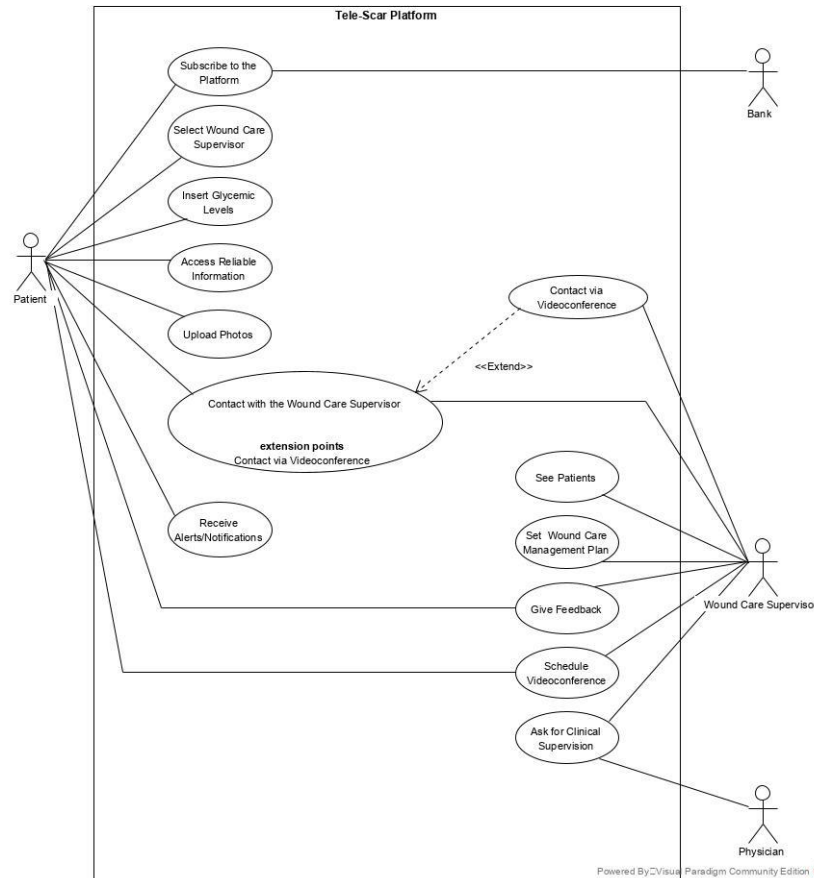 Tele-Scar Platform
Subscribe to the
Platform
Bank
Select Wound Care
Supervisor
Insert Glycemic
Levels
Patient
Access Reliable
Information
Contact via
Videoconference
Upload Photos
<<Extend>>
Contact with the Wound Care Supervisor
extension points
Contact via Videoconference
See Patients
Receive
Alerts/Notifications
Set Wound Care
Management Plan
Give Feedback
Wound Care Superviso
Schedule
Videoconference
Ask for Clinical
Supervision
Physician
Powered By Visual Paradigm Community Edition